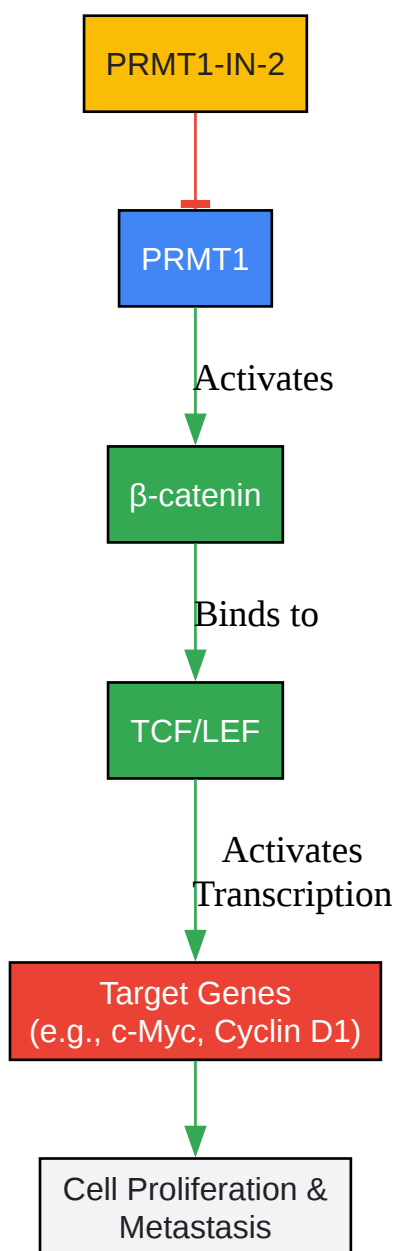 PRMT1-IN-2
PRMT1
Activates
β-catenin
Binds to
TCF/LEF
Activates
Transcription
Target Genes
(e.g., c-Myc, Cyclin D1)
Cell Proliferation &
Metastasis